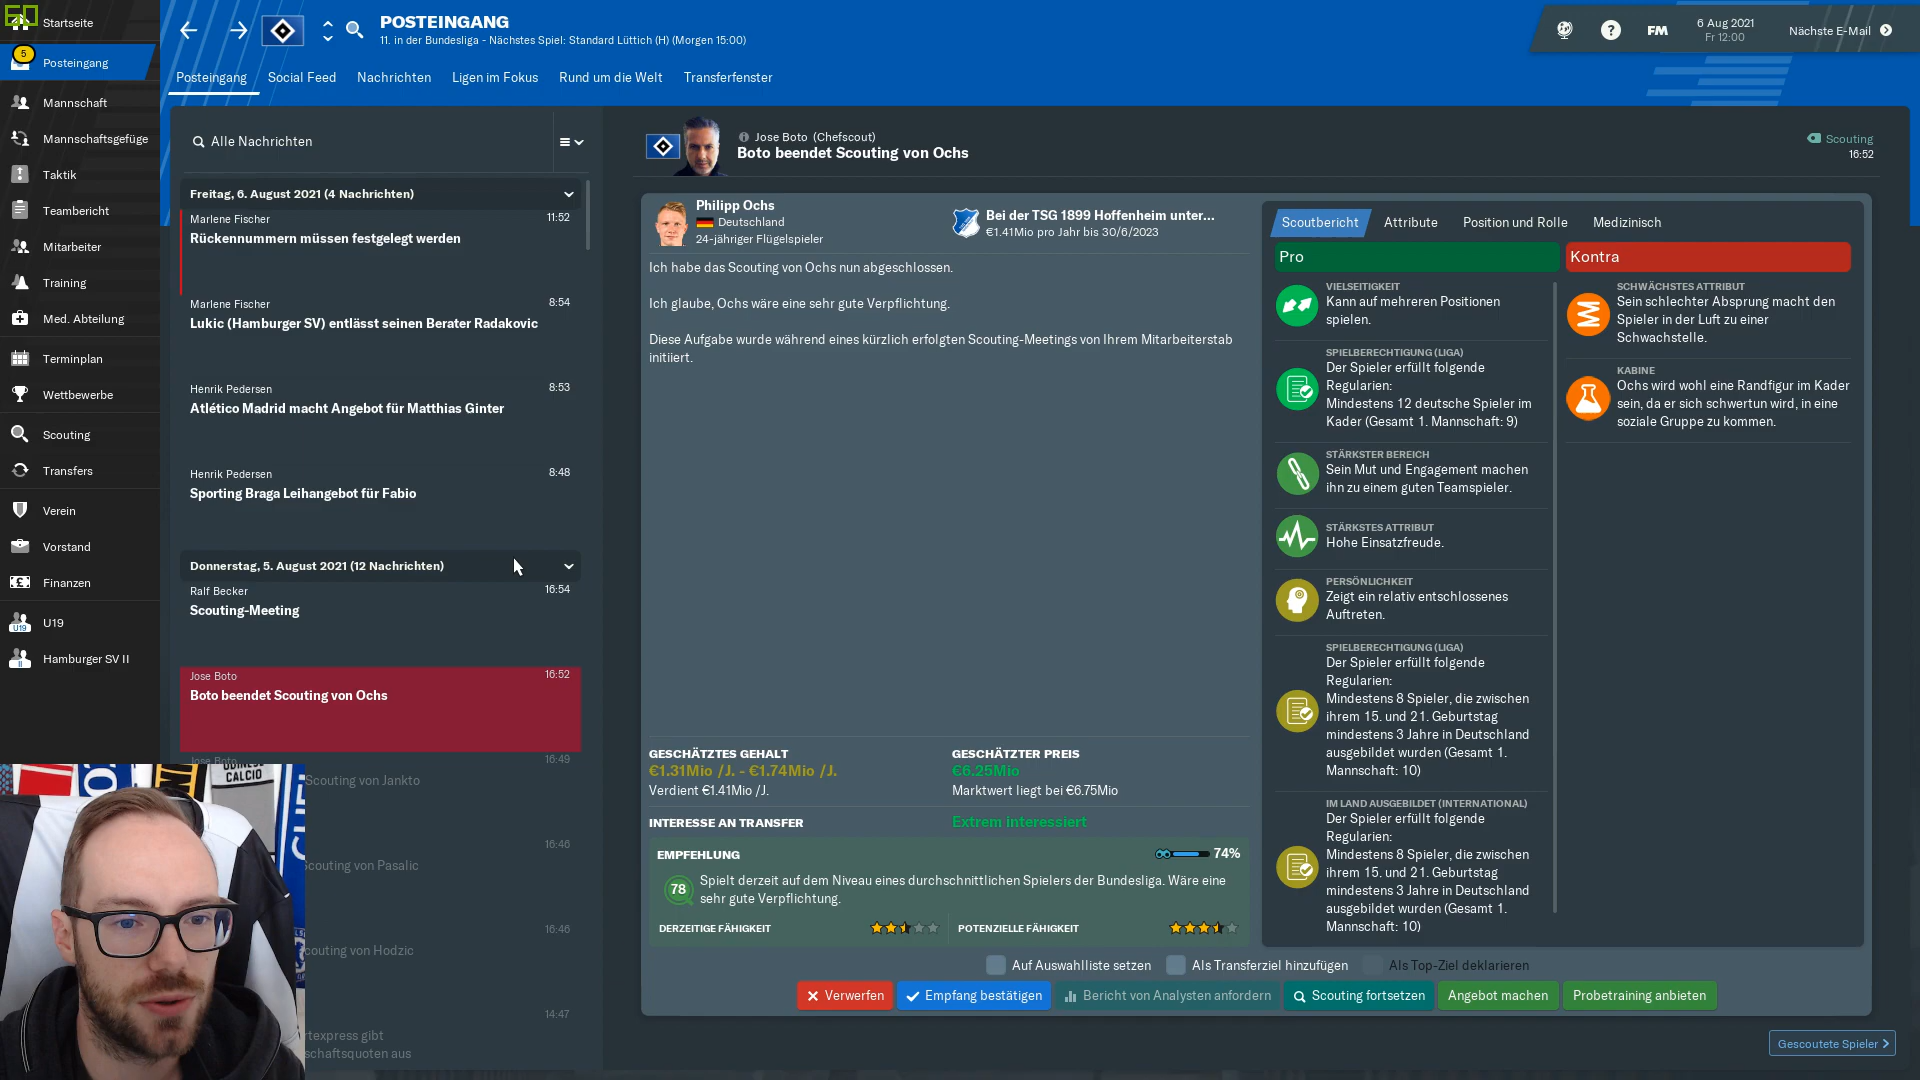 60
Startseite
5
Posteingang
Mannschaft
Mannschaftsgefüge
Taktik
Teambericht
Mitarbeiter
Training
Med. Abteilung
Terminplan
Wettbewerbe
Scouting
Transfers
Verein
Vorstand
Finanzen
U19
U19
Hamburger SV II
II
POSTEINGANG
11. in der Bundesliga - Nächstes Spiel: Standard Lüttich (H) (Morgen 15:00)
FM
6 Aug 2021
Fr 12:00
Nächste E-Mail
Posteingang
Social Feed
Nachrichten
Ligen im Fokus
Rund um die Welt
Transferfenster
Alle Nachrichten
Freitag, 6. August 2021 (4 Nachrichten)
Marlene Fischer 11:52
Rückennummern müssen festgelegt werden
Marlene Fischer 8:54
Lukic (Hamburger SV) entlässt seinen Berater Radakovic
Henrik Pedersen 8:53
Atlético Madrid macht Angebot für Matthias Ginter
Henrik Pedersen 8:48
Sporting Braga Leihangebot für Fabio
Donnerstag, 5. August 2021 (12 Nachrichten)
Ralf Becker 16:54
Scouting-Meeting
Jose Boto 16:52
Boto beendet Scouting von Ochs
Jose Boto 16:49
Scouting von Jankto
16:46
couting von Pasalic
16:46
couting von Hodzic
14:47
rtexpress gibt
schaftsquoten aus
CALCIO
Jose Boto (Chefscout)
Boto beendet Scouting von Ochs
Scouting
16:52
Philipp Ochs
Deutschland
24-jähriger Flügelspieler
Bei der TSG 1899 Hoffenheim unter...
€1.41Mio pro Jahr bis 30/6/2023
Ich habe das Scouting von Ochs nun abgeschlossen.
Ich glaube, Ochs wäre eine sehr gute Verpflichtung.
Diese Aufgabe wurde während eines kürzlich erfolgten Scouting-Meetings von Ihrem Mitarbeiterstab
initiiert.
GESCHÄTZTES GEHALT
€1.31Mio /J. - €1.74Mio /J.
Verdient €1.41Mio /J.
GESCHÄTZTER PREIS
€6.25Mio
Marktwert liegt bei €6.75Mio
INTERESSE AN TRANSFER
Extrem interessiert
EMPFEHLUNG
74%
78
Spielt derzeit auf dem Niveau eines durchschnittlichen Spielers der Bundesliga. Wäre eine
sehr gute Verpflichtung.
DERZEITIGE FÄHIGKEIT
POTENZIELLE FÄHIGKEIT
Scoutbericht
Attribute
Position und Rolle
Medizinisch
Pro
VIELSEITIGKEIT
Kann auf mehreren Positionen
spielen.
SPIELBERECHTIGUNG (LIGA)
Der Spieler erfüllt folgende
Regularien:
Mindestens 12 deutsche Spieler im
Kader (Gesamt 1. Mannschaft: 9)
STÄRKSTER BEREICH
Sein Mut und Engagement machen
ihn zu einem guten Teamspieler.
STÄRKSTES ATTRIBUT
Hohe Einsatzfreude.
PERSÖNLICHKEIT
Zeigt ein relativ entschlossenes
Auftreten.
SPIELBERECHTIGUNG (LIGA)
Der Spieler erfüllt folgende
Regularien:
Mindestens 8 Spieler, die zwischen
ihrem 15. und 21. Geburtstag
mindestens 3 Jahre in Deutschland
ausgebildet wurden (Gesamt 1.
Mannschaft: 10)
IM LAND AUSGEBILDET (INTERNATIONAL)
Der Spieler erfüllt folgende
Regularien:
Mindestens 8 Spieler, die zwischen
ihrem 15. und 21. Geburtstag
mindestens 3 Jahre in Deutschland
ausgebildet wurden (Gesamt 1.
Mannschaft: 10)
Kontra
SCHWÄCHSTES ATTRIBUT
Sein schlechter Absprung macht den
Spieler in der Luft zu einer
Schwachstelle.
KABINE
Ochs wird wohl eine Randfigur im Kader
sein, da er sich schwertun wird, in eine
soziale Gruppe zu kommen.
Auf Auswahlliste setzen
Als Transferziel hinzufügen
Als Top-Ziel deklarieren
Verwerfen
Empfang bestätigen
Bericht von Analysten anfordern
Scouting fortsetzen
Angebot machen
Probetraining anbieten
Gescoutete Spieler